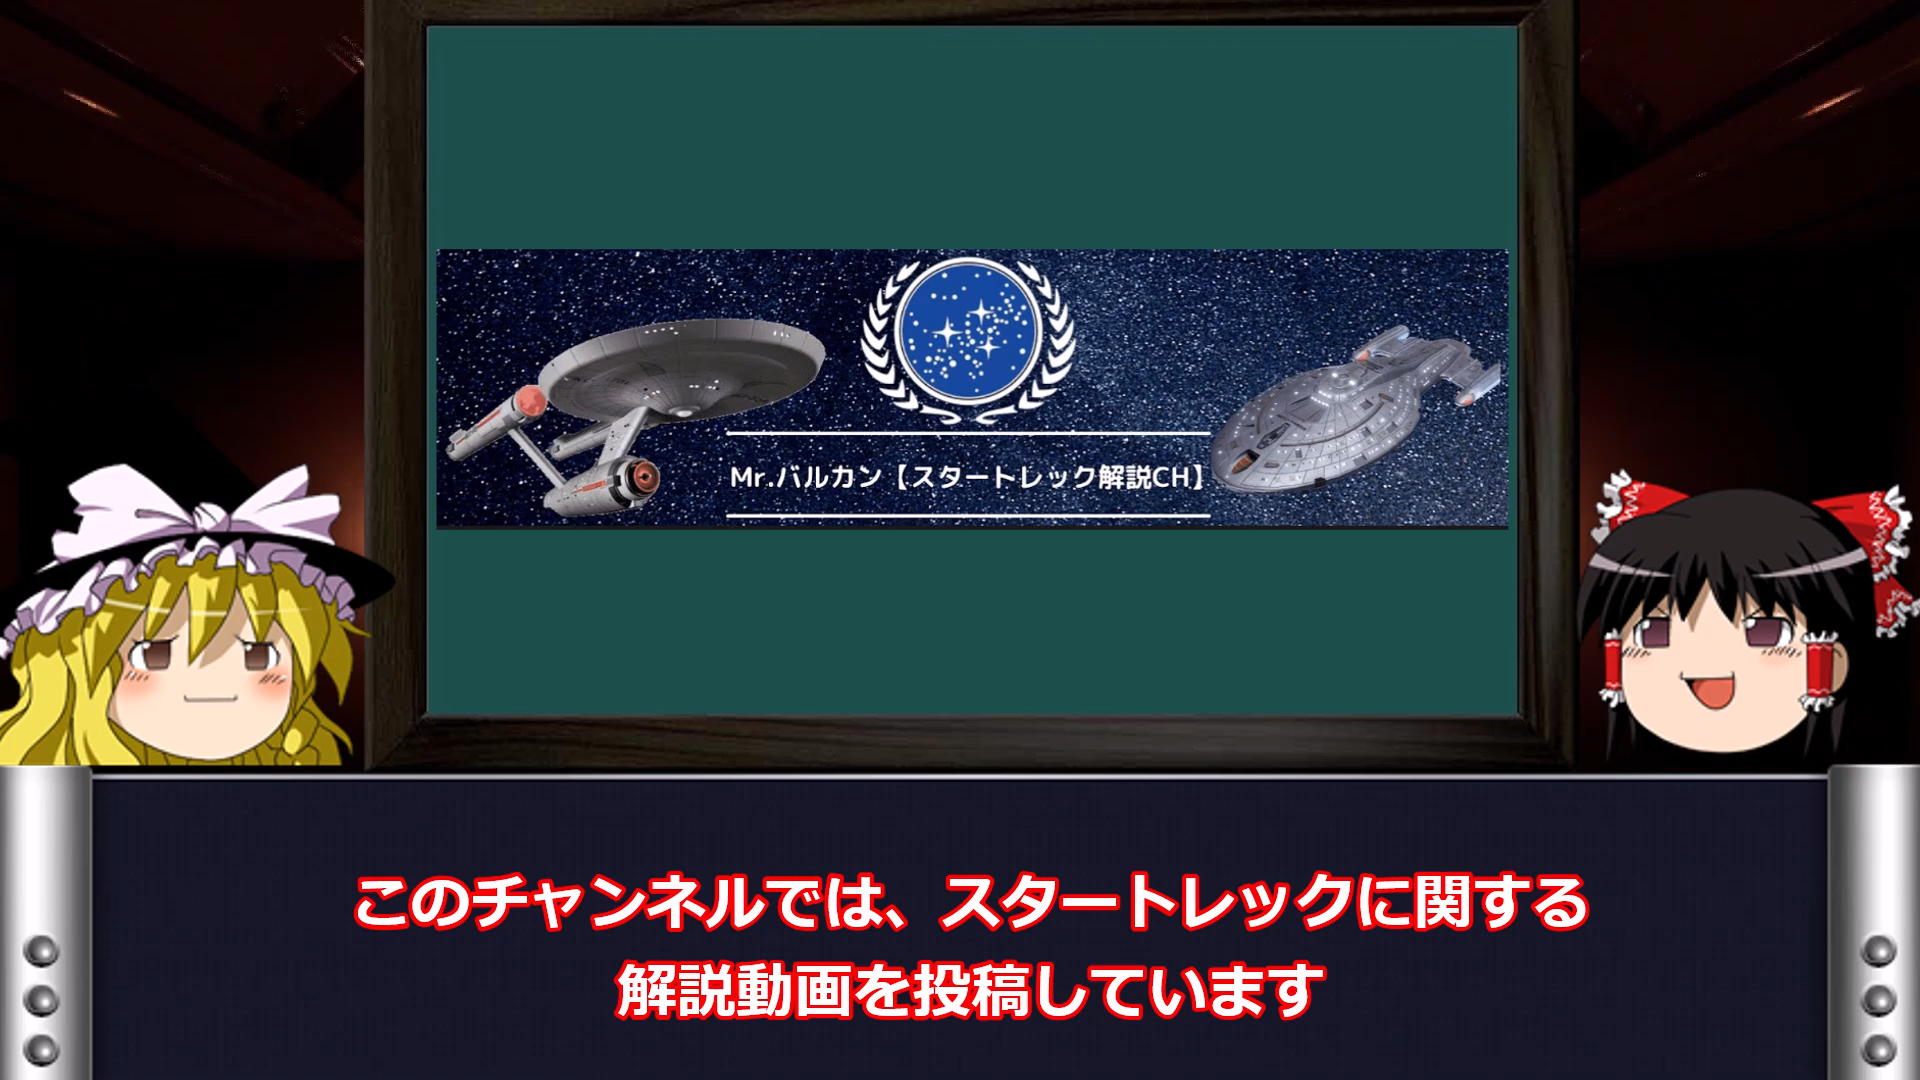 Mr.バルカン【スタートレック解説CH】
このチャンネルでは、スタートレックに関する
解説動画を投稿しています